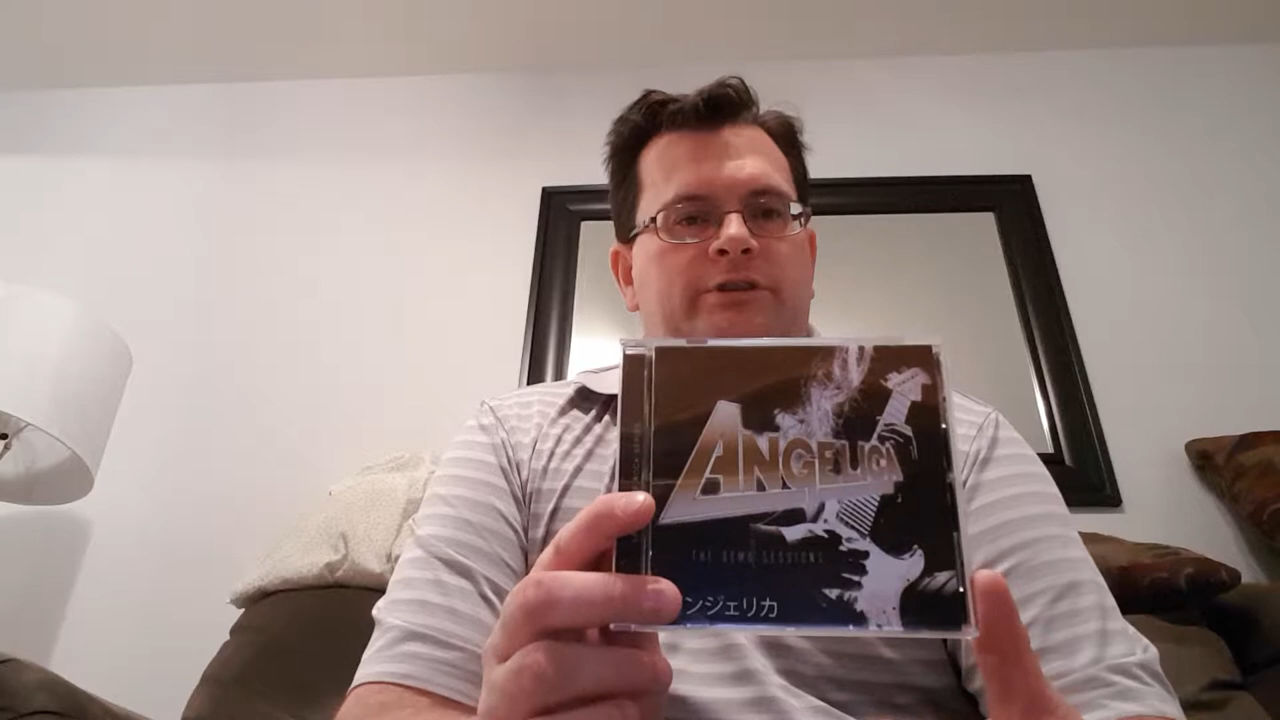 ANGELICA
THE DEMO SESSIONS
ンジェリカ